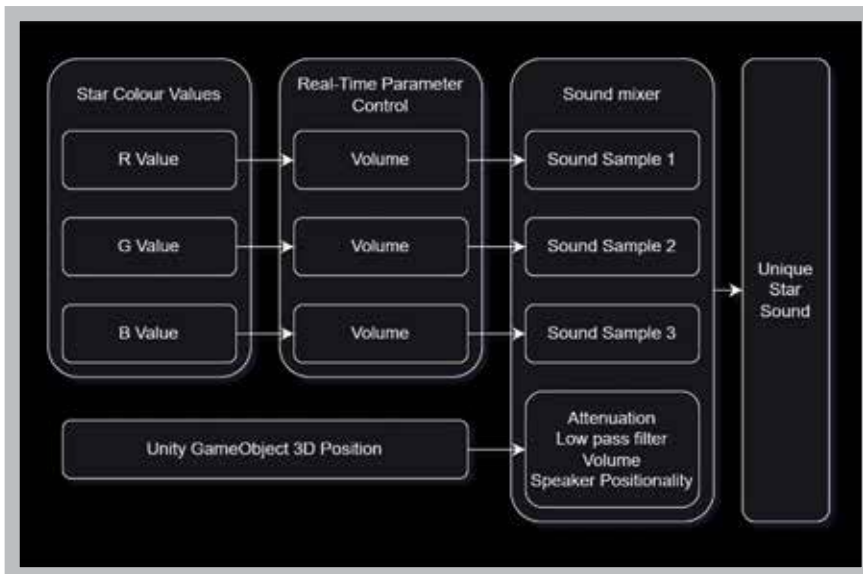 Star Colour Values
R Value
G Value
B Value
Real-Time Parameter
Control
Volume
Volume
Volume
Sound mixer
Sound Sample 1
Sound Sample 2
Sound Sample 3
Unity GameObject 3D Position
Attenuation
Low pass filter
Volume
Speaker Positionality
Unique
Star
Sound